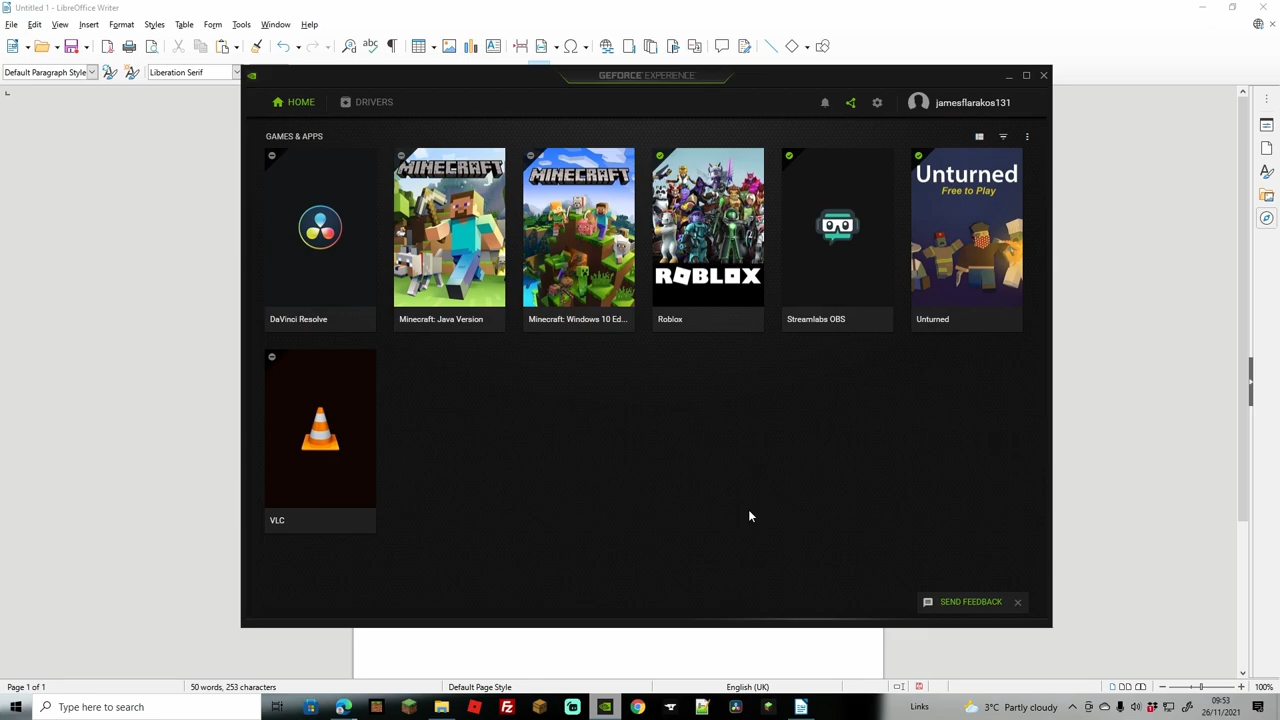 Untitled 1 - LibreOffice Writer
File Edit View Insert Format Styles Table Form Tools Window Help
Default Paragraph Style
Liberation Serif
GEFORCE EXPERIENCE
HOME
DRIVERS
jamesflarakos131
GAMES & APPS
MINECRAFT
MINECRAFT
ROBLOX
Unturned
Free to Play
DaVinci Resolve
Minecraft: Java Version
Minecraft: Windows 10 Ed...
Roblox
Streamlabs OBS
Unturned
VLC
SEND FEEDBACK
Page 1 of 1
50 words, 253 characters
Default Page Style
English (UK)
100%
Type here to search
Links
3°C Partly cloudy
09:53
26/11/2021